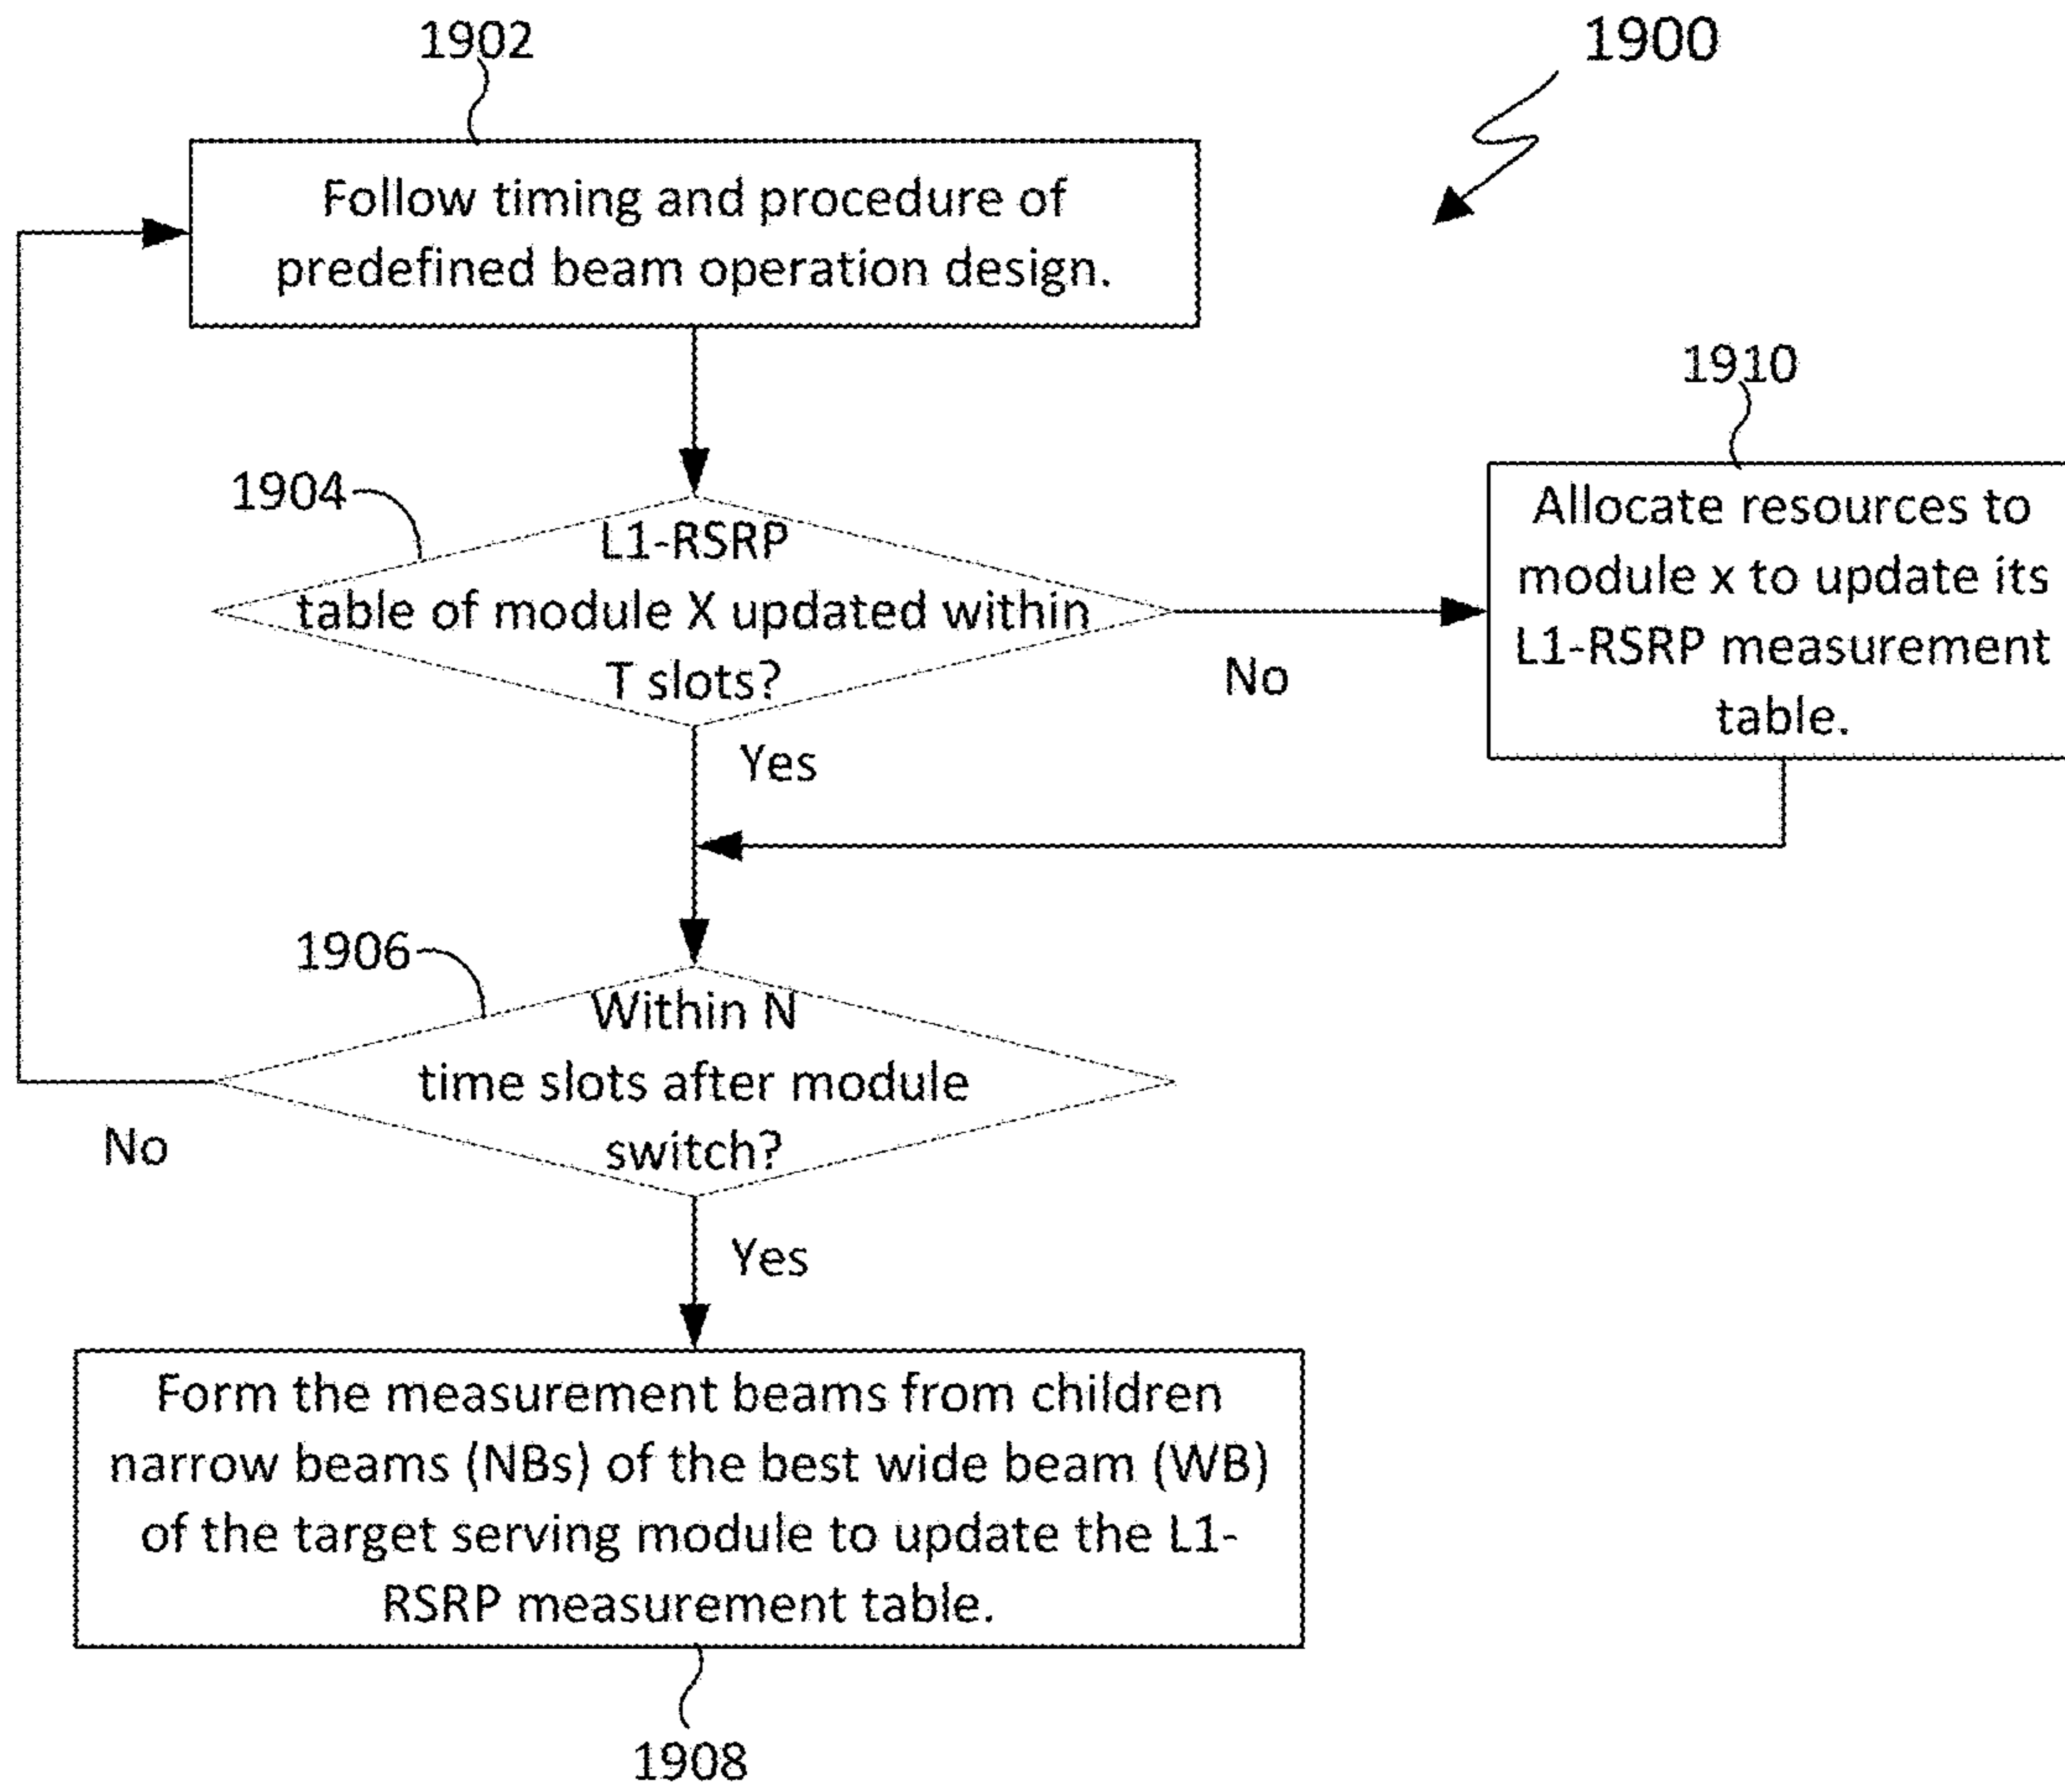 1902
1900
Follow timing and procedure of
predefined beam operation design.
1910
1904
L1-RSRP
table of module X updated within
T slots?
No
Allocate resources to
module x to update its
L1-RSRP measurement
table.
Yes
1906
Within N
time slots after module
switch?
No
Yes
Form the measurement beams from children
narrow beams (NBs) of the best wide beam (WB)
of the target serving module to update the L1-
RSRP measurement table.
1908